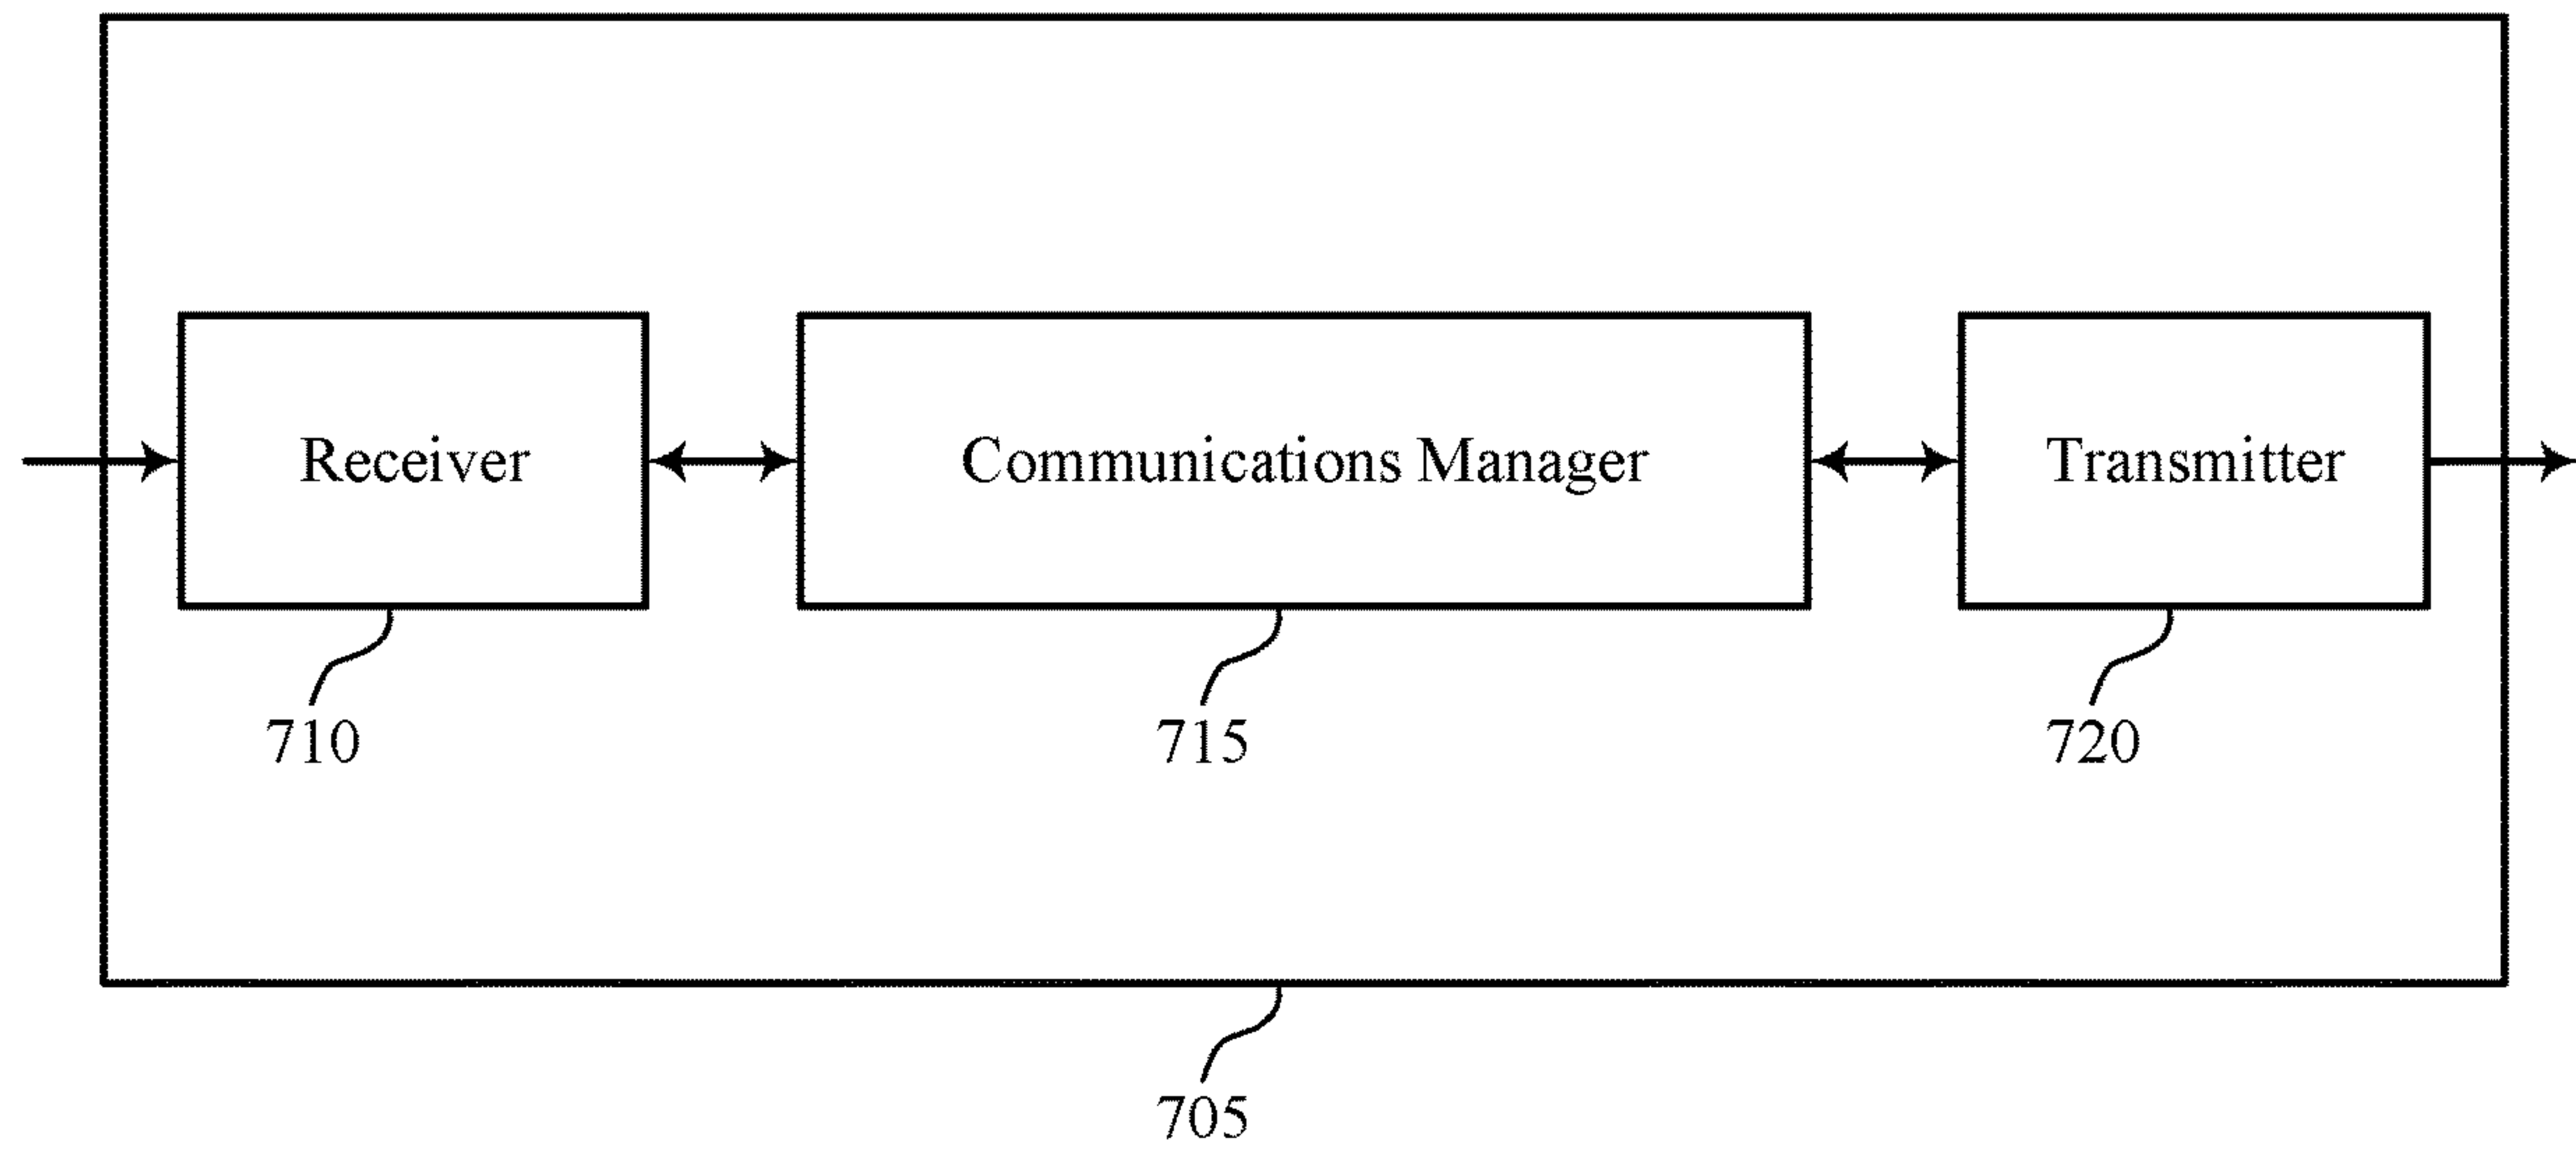 Receiver
Communications Manager
Transmitter
710
715
720
705